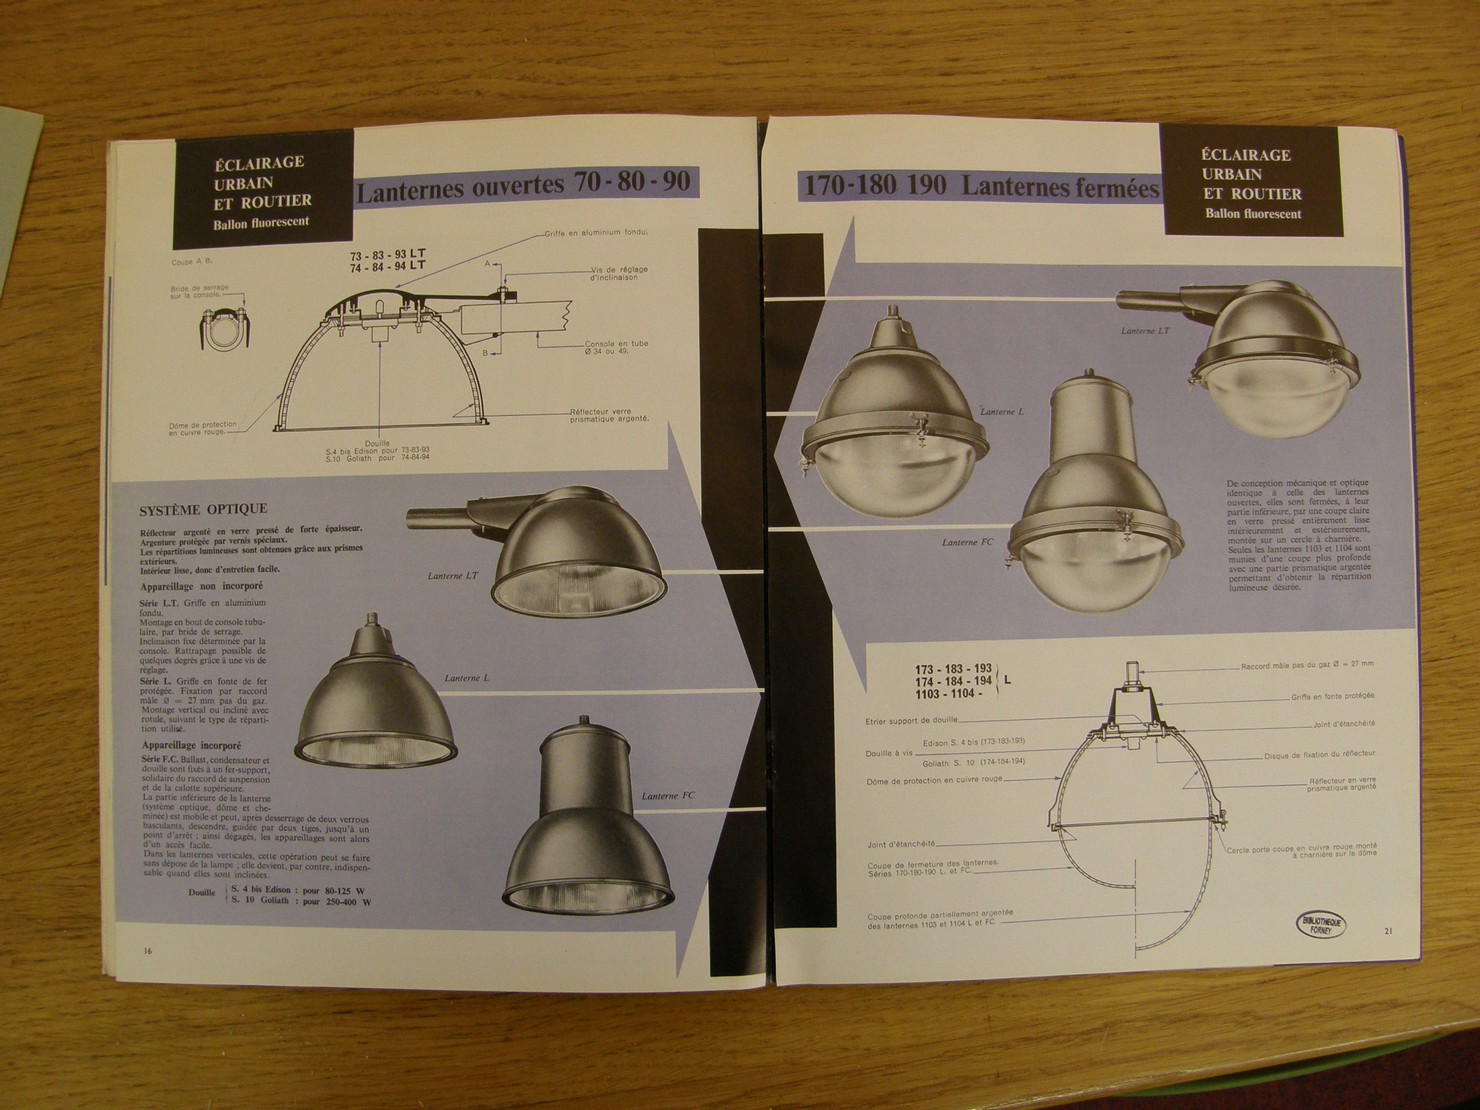 ÉCLAIRAGE
URBAIN
ET ROUTIER
Ballon fluorescent
Lanternes ouvertes 70 - 80 - 90
Coupe A B.
73 - 83 - 93 LT
74 - 84 - 94 LT
Griffe en aluminium fondu.
A
Vis de réglage
d'inclinaison
Bride de serrage
sur la console.
B
Console en tube
Ø 34 ou 49.
Dôme de protection
en cuivre rouge.
Réflecteur verre
prismatique argenté.
Douille
S.4 bis Edison pour 73-83-93
S.10 Goliath pour 74-84-94
SYSTÈME OPTIQUE
Réflecteur argenté en verre pressé de forte épaisseur.
Argenture protégée par vernis spéciaux.
Les répartitions lumineuses sont obtenues grâce aux prismes
extérieurs.
Intérieur lisse, donc d'entretien facile.
Appareillage non incorporé
Série L.T. Griffe en aluminium
fondu.
Montage en bout de console tubu-
laire, par bride de serrage.
Inclinaison fixe déterminée par la
console. Rattrapage possible de
quelques degrés grâce à une vis de
réglage.
Série L. Griffe en fonte de fer
protégée. Fixation par raccord
mâle Ø = 27 mm pas du gaz.
Montage vertical ou incliné avec
rotule, suivant le type de réparti-
tion utilisé.
Appareillage incorporé
Série F.C. Ballast, condensateur et
douille sont fixés à un fer-support,
solidaire du raccord de suspension
et de la calotte supérieure.
La partie inférieure de la lanterne
(système optique, dôme et che-
minée) est mobile et peut, après desserrage de deux verrous
basculants, descendre, guidée par deux tiges, jusqu'à un
point d'arrêt ; ainsi dégagés, les appareillages sont alors
d'un accès facile.
Dans les lanternes verticales, cette opération peut se faire
sans dépose de la lampe ; elle devient, par contre, indispen-
sable quand elles sont inclinées.
Douille
S. 4 bis Edison : pour 80-125 W
S. 10 Goliath : pour 250-400 W
Lanterne LT
Lanterne L
Lanterne FC
16
170-180 190 Lanternes fermées
ÉCLAIRAGE
URBAIN
ET ROUTIER
Ballon fluorescent
Lanterne LT
Lanterne L
Lanterne FC
De conception mécanique et optique
identique à celle des lanternes
ouvertes, elles sont fermées, à leur
partie inférieure, par une coupe claire
en verre pressé entièrement lisse
intérieurement et extérieurement,
montée sur un cercle à charnière.
Seules les lanternes 1103 et 1104 sont
munies d'une coupe plus profonde
avec une partie prismatique argentée
permettant d'obtenir la répartition
lumineuse désirée.
173 - 183 - 193
174 - 184 - 194
1103 - 1104 -
L
Raccord mâle pas du gaz Ø = 27 mm
Griffe en fonte protégée
Etrier support de douille
Joint d'étanchéité
Edison S. 4 bis (173-183-193)
Douille à vis
Goliath S. 10 (174-184-194)
Disque de fixation du réflecteur
Dôme de protection en cuivre rouge
Réflecteur en verre
prismatique argenté
Joint d'étanchéité
Cercle porte coupe en cuivre rouge monté
à charnière sur le dôme
Coupe de fermeture des lanternes.
Séries 170-180-190 L. et FC.
Coupe profonde partiellement argentée
des lanternes 1103 et 1104 L et FC
BIBLIOTHEQUE
FORNEY
21